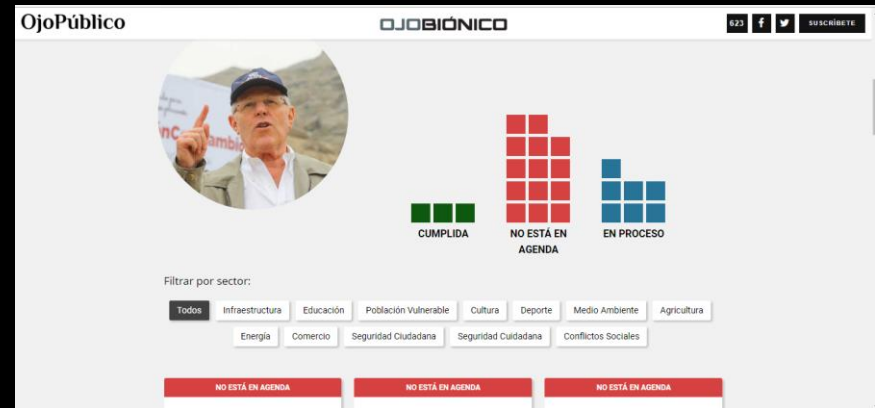 OjoPúblico
OJOBIÓNICO
623
SUSCRÍBETE
CUMPLIDA
NO ESTÁ EN
AGENDA
EN PROCESO
Filtrar por sector:
Todos Infraestructura Educación Población Vulnerable Cultura Deporte Medio Ambiente Agricultura
Energía Comercio Seguridad Ciudadana Seguridad Cuidadana Conflictos Sociales
NO ESTÁ EN AGENDA NO ESTÁ EN AGENDA NO ESTÁ EN AGENDA